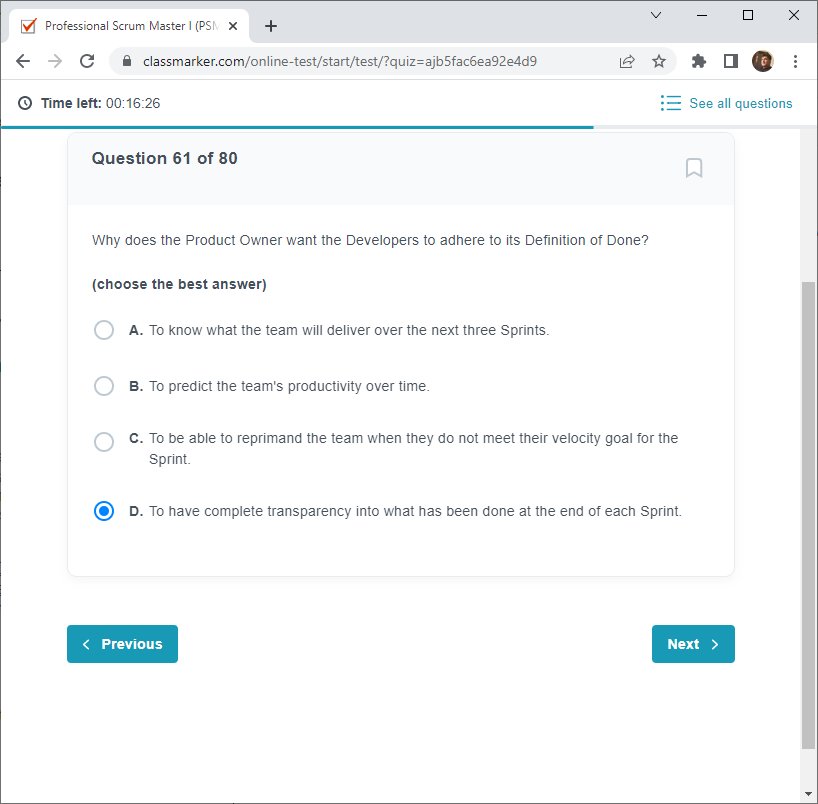 Professional Scrum Master I (PSM
classmarker.com/online-test/start/test/?quiz=ajb5fac6ea92e4d9
Time left: 00:16:26
See all questions
Question 61 of 80
Why does the Product Owner want the Developers to adhere to its Definition of Done?
(choose the best answer)
A. To know what the team will deliver over the next three Sprints.
B. To predict the team's productivity over time.
C. To be able to reprimand the team when they do not meet their velocity goal for the
Sprint.
D. To have complete transparency into what has been done at the end of each Sprint.
Previous
Next